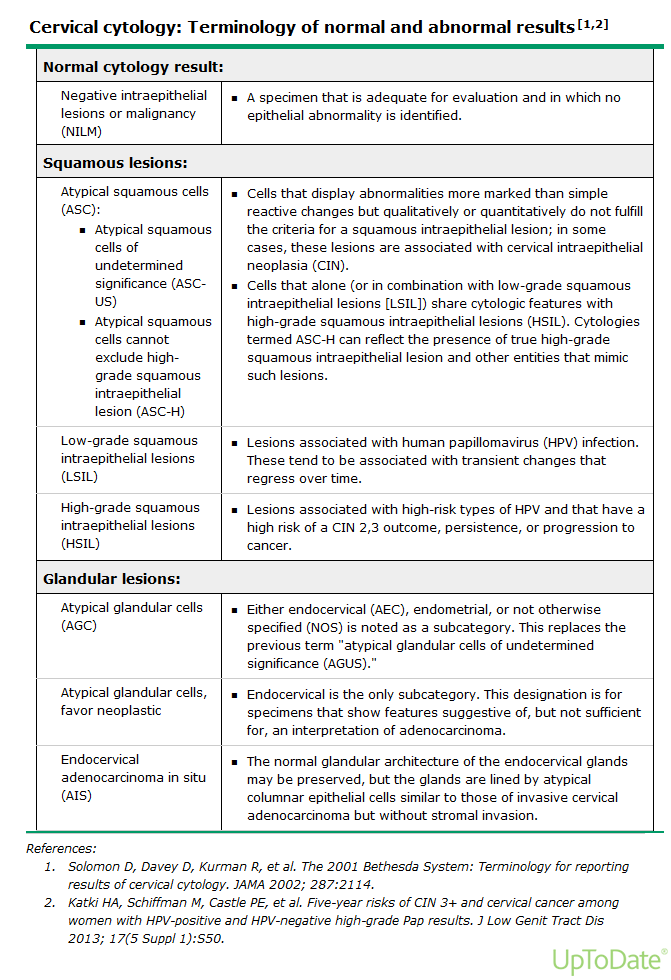 Cervical cytology: Terminology of normal and abnormal results[1,2]
Normal cytology result:
Negative intraepithelial
lesions or malignancy
(NILM)
▪ A specimen that is adequate for evaluation and in which no
epithelial abnormality is identified.
Squamous lesions:
Atypical squamous cells
(ASC):
▪ Atypical squamous
cells of
undetermined
significance (ASC-
US)
▪ Atypical squamous
cells cannot
exclude high-
grade squamous
intraepithelial
lesion (ASC-H)
▪ Cells that display abnormalities more marked than simple
reactive changes but qualitatively or quantitatively do not fulfill
the criteria for a squamous intraepithelial lesion; in some
cases, these lesions are associated with cervical intraepithelial
neoplasia (CIN).
▪ Cells that alone (or in combination with low-grade squamous
intraepithelial lesions [LSIL]) share cytologic features with
high-grade squamous intraepithelial lesions (HSIL). Cytologies
termed ASC-H can reflect the presence of true high-grade
squamous intraepithelial lesion and other entities that mimic
such lesions.
Low-grade squamous
intraepithelial lesions
(LSIL)
▪ Lesions associated with human papillomavirus (HPV) infection.
These tend to be associated with transient changes that
regress over time.
High-grade squamous
intraepithelial lesions
(HSIL)
▪ Lesions associated with high-risk types of HPV and that have a
high risk of a CIN 2,3 outcome, persistence, or progression to
cancer.
Glandular lesions:
Atypical glandular cells
(AGC)
▪ Either endocervical (AEC), endometrial, or not otherwise
specified (NOS) is noted as a subcategory. This replaces the
previous term "atypical glandular cells of undetermined
significance (AGUS)."
Atypical glandular cells,
favor neoplastic
▪ Endocervical is the only subcategory. This designation is for
specimens that show features suggestive of, but not sufficient
for, an interpretation of adenocarcinoma.
Endocervical
adenocarcinoma in situ
(AIS)
▪ The normal glandular architecture of the endocervical glands
may be preserved, but the glands are lined by atypical
columnar epithelial cells similar to those of invasive cervical
adenocarcinoma but without stromal invasion.
References:
1. Solomon D, Davey D, Kurman R, et al. The 2001 Bethesda System: Terminology for reporting
results of cervical cytology. JAMA 2002; 287:2114.
2. Katki HA, Schiffman M, Castle PE, et al. Five-year risks of CIN 3+ and cervical cancer among
women with HPV-positive and HPV-negative high-grade Pap results. J Low Genit Tract Dis
2013; 17(5 Suppl 1):S50.
UpToDate®